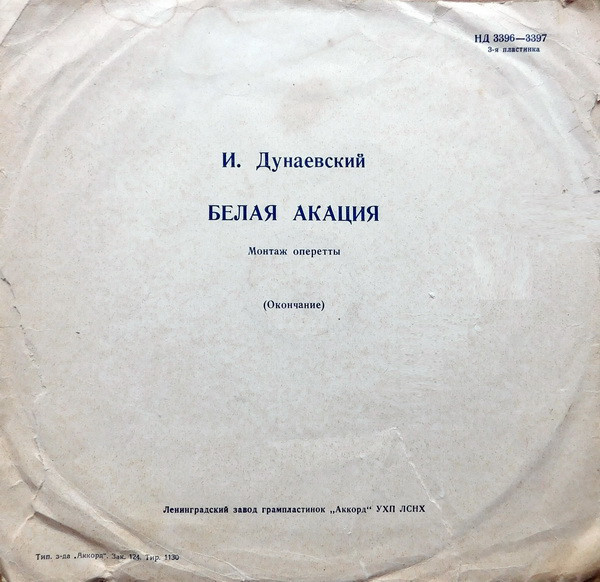 НД 3396—3397
3-я пластинка
И. Дунаевский
БЕЛАЯ АКАЦИЯ
Монтаж оперетты
(Окончание)
Ленинградский завод грампластинок „Аккорд“ УХП ЛСНХ
Тип. з-да „Аккорд“. Зак. 124. Тир. 1130